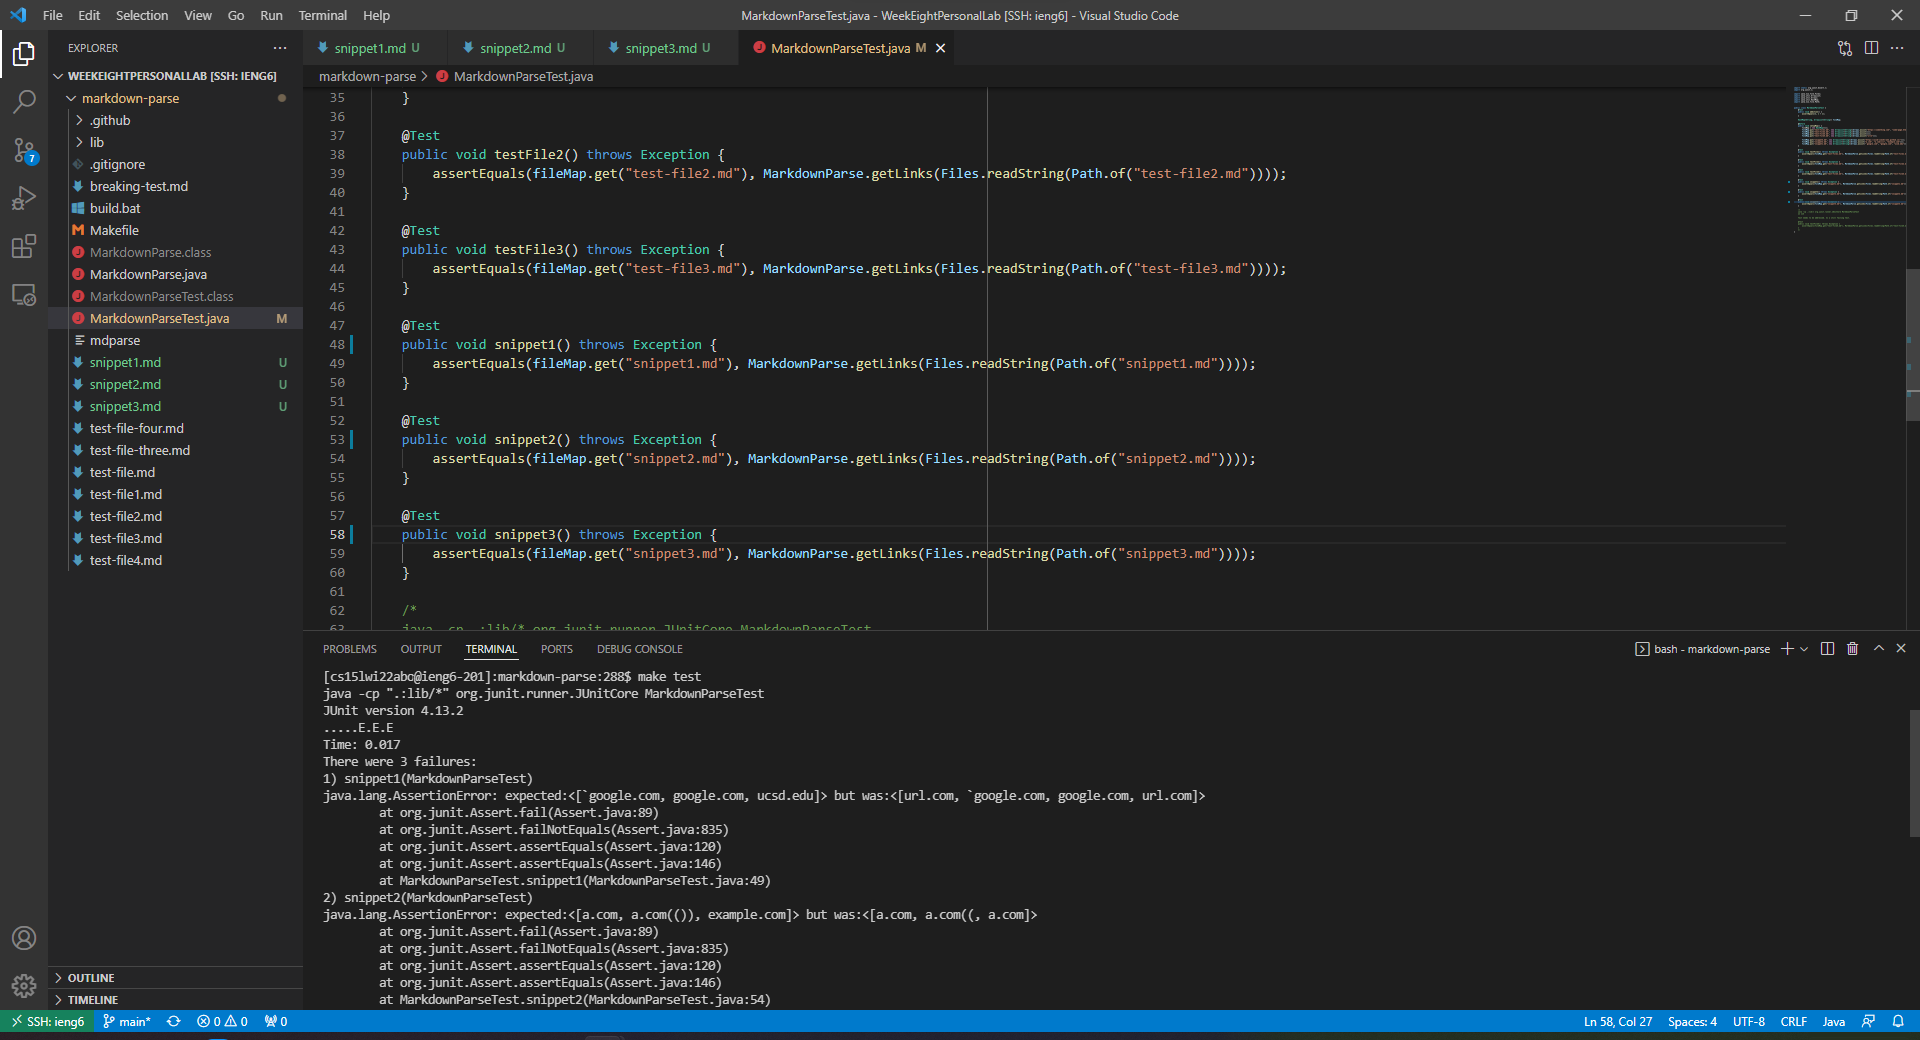 File Edit Selection View Go Run Terminal Help
MarkdownParseTest.java - WeekEightPersonalLab [SSH: ieng6] - Visual Studio Code
EXPLORER
WEEKEIGHTPERSONALLAB [SSH: IENG6]
markdown-parse
.github
lib
.gitignore
breaking-test.md
build.bat
Makefile
MarkdownParse.class
MarkdownParse.java
MarkdownParseTest.class
MarkdownParseTest.java M
mdparse
snippet1.md U
snippet2.md U
snippet3.md U
test-file-four.md
test-file-three.md
test-file.md
test-file1.md
test-file2.md
test-file3.md
test-file4.md
OUTLINE
TIMELINE
7
snippet1.md U snippet2.md U snippet3.md U MarkdownParseTest.java M
markdown-parse > MarkdownParseTest.java
35 }
36
37 @Test
38 public void testFile2() throws Exception {
39 assertEquals(fileMap.get("test-file2.md"), MarkdownParse.getLinks(Files.readString(Path.of("test-file2.md"))));
40 }
41
42 @Test
43 public void testFile3() throws Exception {
44 assertEquals(fileMap.get("test-file3.md"), MarkdownParse.getLinks(Files.readString(Path.of("test-file3.md"))));
45 }
46
47 @Test
48 public void snippet1() throws Exception {
49 assertEquals(fileMap.get("snippet1.md"), MarkdownParse.getLinks(Files.readString(Path.of("snippet1.md"))));
50 }
51
52 @Test
53 public void snippet2() throws Exception {
54 assertEquals(fileMap.get("snippet2.md"), MarkdownParse.getLinks(Files.readString(Path.of("snippet2.md"))));
55 }
56
57 @Test
58 public void snippet3() throws Exception {
59 assertEquals(fileMap.get("snippet3.md"), MarkdownParse.getLinks(Files.readString(Path.of("snippet3.md"))));
60 }
61
62 /*
63 java -cp .:lib/* org.junit.runner.JUnitCore MarkdownParseTest
PROBLEMS OUTPUT TERMINAL PORTS DEBUG CONSOLE
bash - markdown-parse
[cs15lwi22abq@ieng6-201]:markdown-parse:288$ make test
java -cp ".:lib/*" org.junit.runner.JUnitCore MarkdownParseTest
JUnit version 4.13.2
.....E.E.E
Time: 0.017
There were 3 failures:
1) snippet1(MarkdownParseTest)
java.lang.AssertionError: expected:<[`google.com, google.com, ucsd.edu]> but was:<[url.com, `google.com, google.com, url.com]>
at org.junit.Assert.fail(Assert.java:89)
at org.junit.Assert.failNotEquals(Assert.java:835)
at org.junit.Assert.assertEquals(Assert.java:120)
at org.junit.Assert.assertEquals(Assert.java:146)
at MarkdownParseTest.snippet1(MarkdownParseTest.java:49)
2) snippet2(MarkdownParseTest)
java.lang.AssertionError: expected:<[a.com, a.com(()), example.com]> but was:<[a.com, a.com((, a.com]>
at org.junit.Assert.fail(Assert.java:89)
at org.junit.Assert.failNotEquals(Assert.java:835)
at org.junit.Assert.assertEquals(Assert.java:120)
at org.junit.Assert.assertEquals(Assert.java:146)
at MarkdownParseTest.snippet2(MarkdownParseTest.java:54)
SSH: ieng6 main* 0 0 0
Ln 58, Col 27 Spaces: 4 UTF-8 CRLF Java